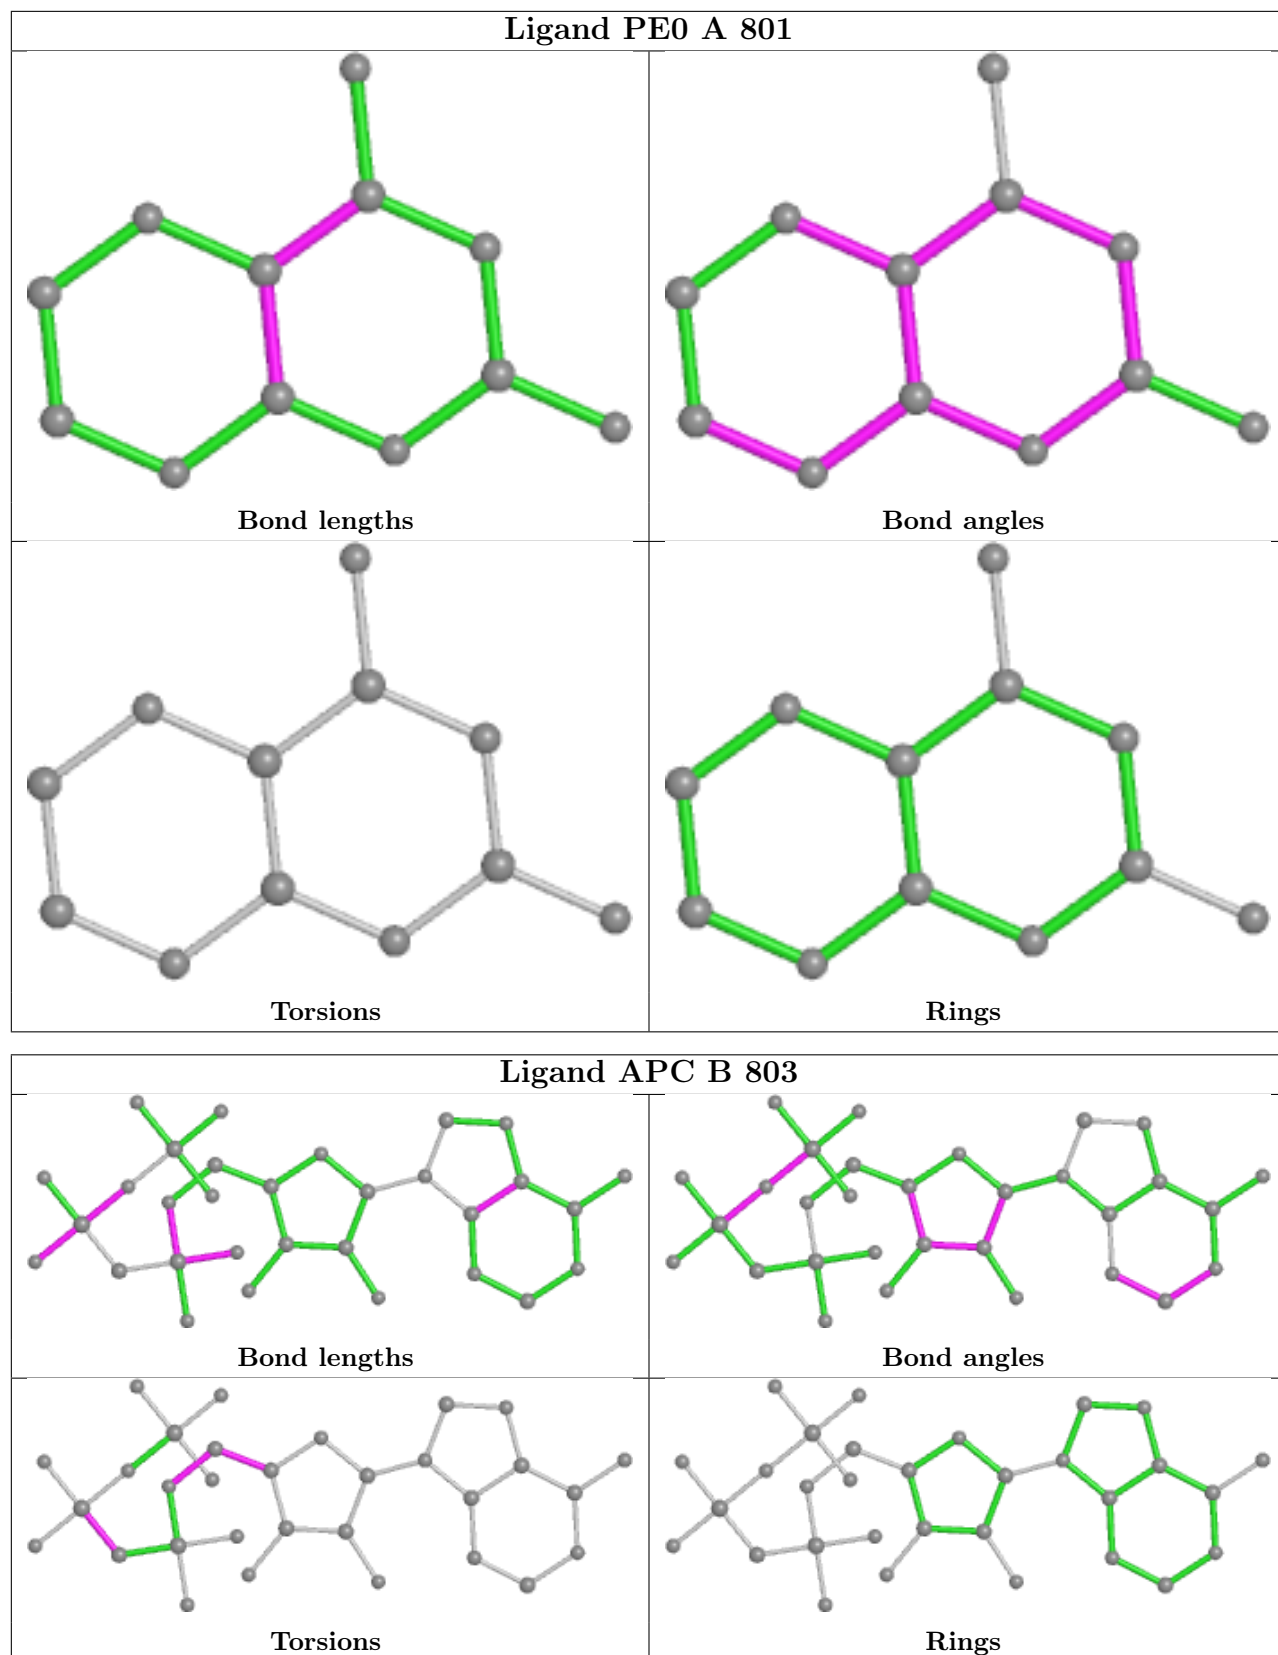 Ligand PE0 A 801
Bond lengths
Bond angles
Torsions
Rings
Ligand APC B 803
Bond lengths
Bond angles
Torsions
Rings